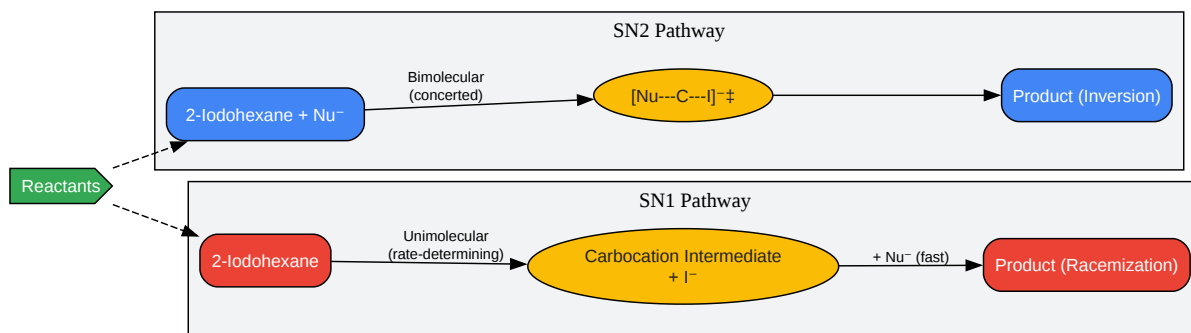 SN2 Pathway
Bimolecular
(concerted)
2-Iodohexane + Nu⁻
[Nu---C---I]⁻‡
Product (Inversion)
Reactants
SN1 Pathway
Unimolecular
(rate-determining)
2-Iodohexane
Carbocation Intermediate
+ I⁻
+ Nu⁻ (fast)
Product (Racemization)